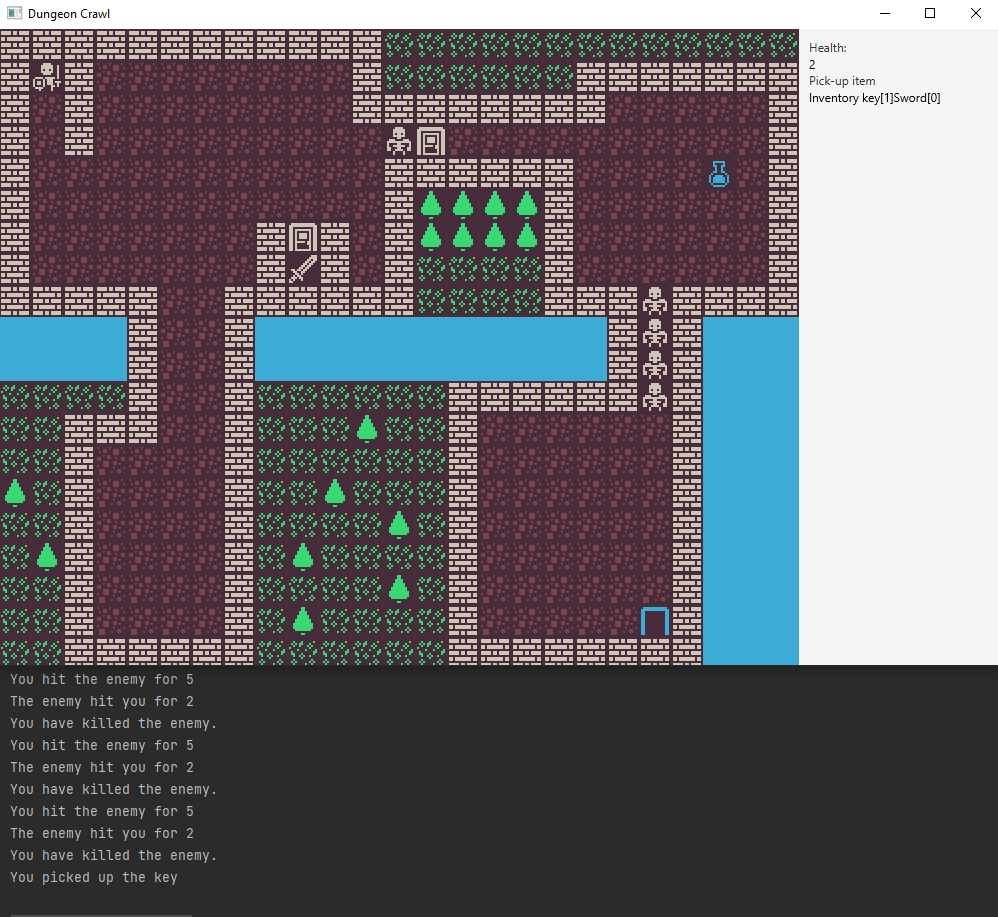 Dungeon Crawl
Health:
2
Pick-up item
Inventory key[1]Sword[0]
You hit the enemy for 5
The enemy hit you for 2
You have killed the enemy.
You hit the enemy for 5
The enemy hit you for 2
You have killed the enemy.
You hit the enemy for 5
The enemy hit you for 2
You have killed the enemy.
You picked up the key